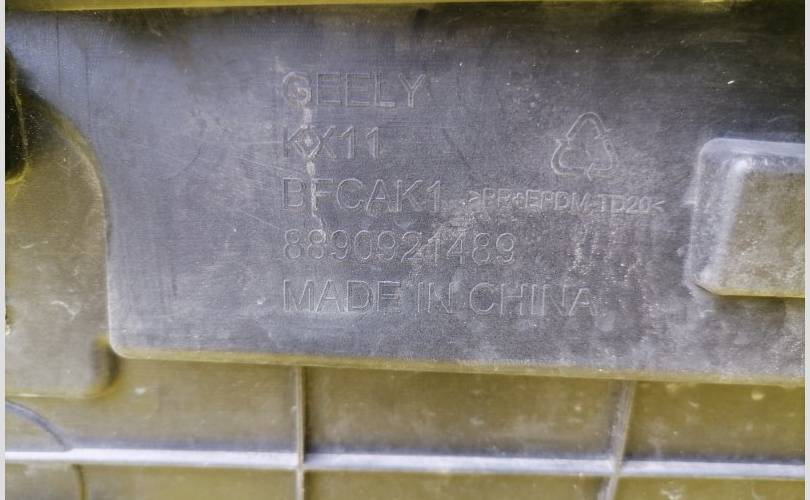 GEELY
KX11
BFCAK1 >PP+EPDM-TD20<
8890921489
MADE IN CHINA